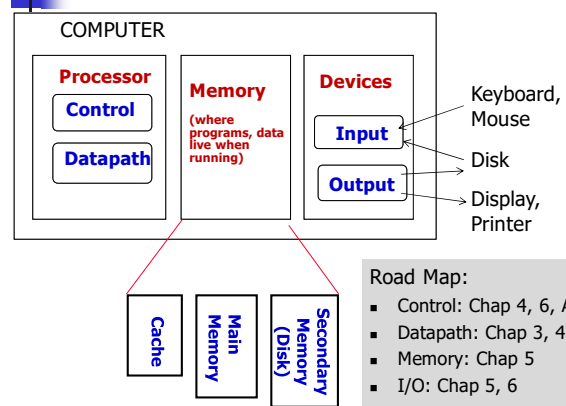 COMPUTER
Processor
Control
Datapath
Memory
(where
programs, data
live when
running)
Devices
Input
Output
Keyboard,
Mouse
Disk
Display,
Printer
Cache
Main
Memory
Secondary
Memory
(Disk)
Road Map:
▪ Control: Chap 4, 6, A
▪ Datapath: Chap 3, 4
▪ Memory: Chap 5
▪ I/O: Chap 5, 6